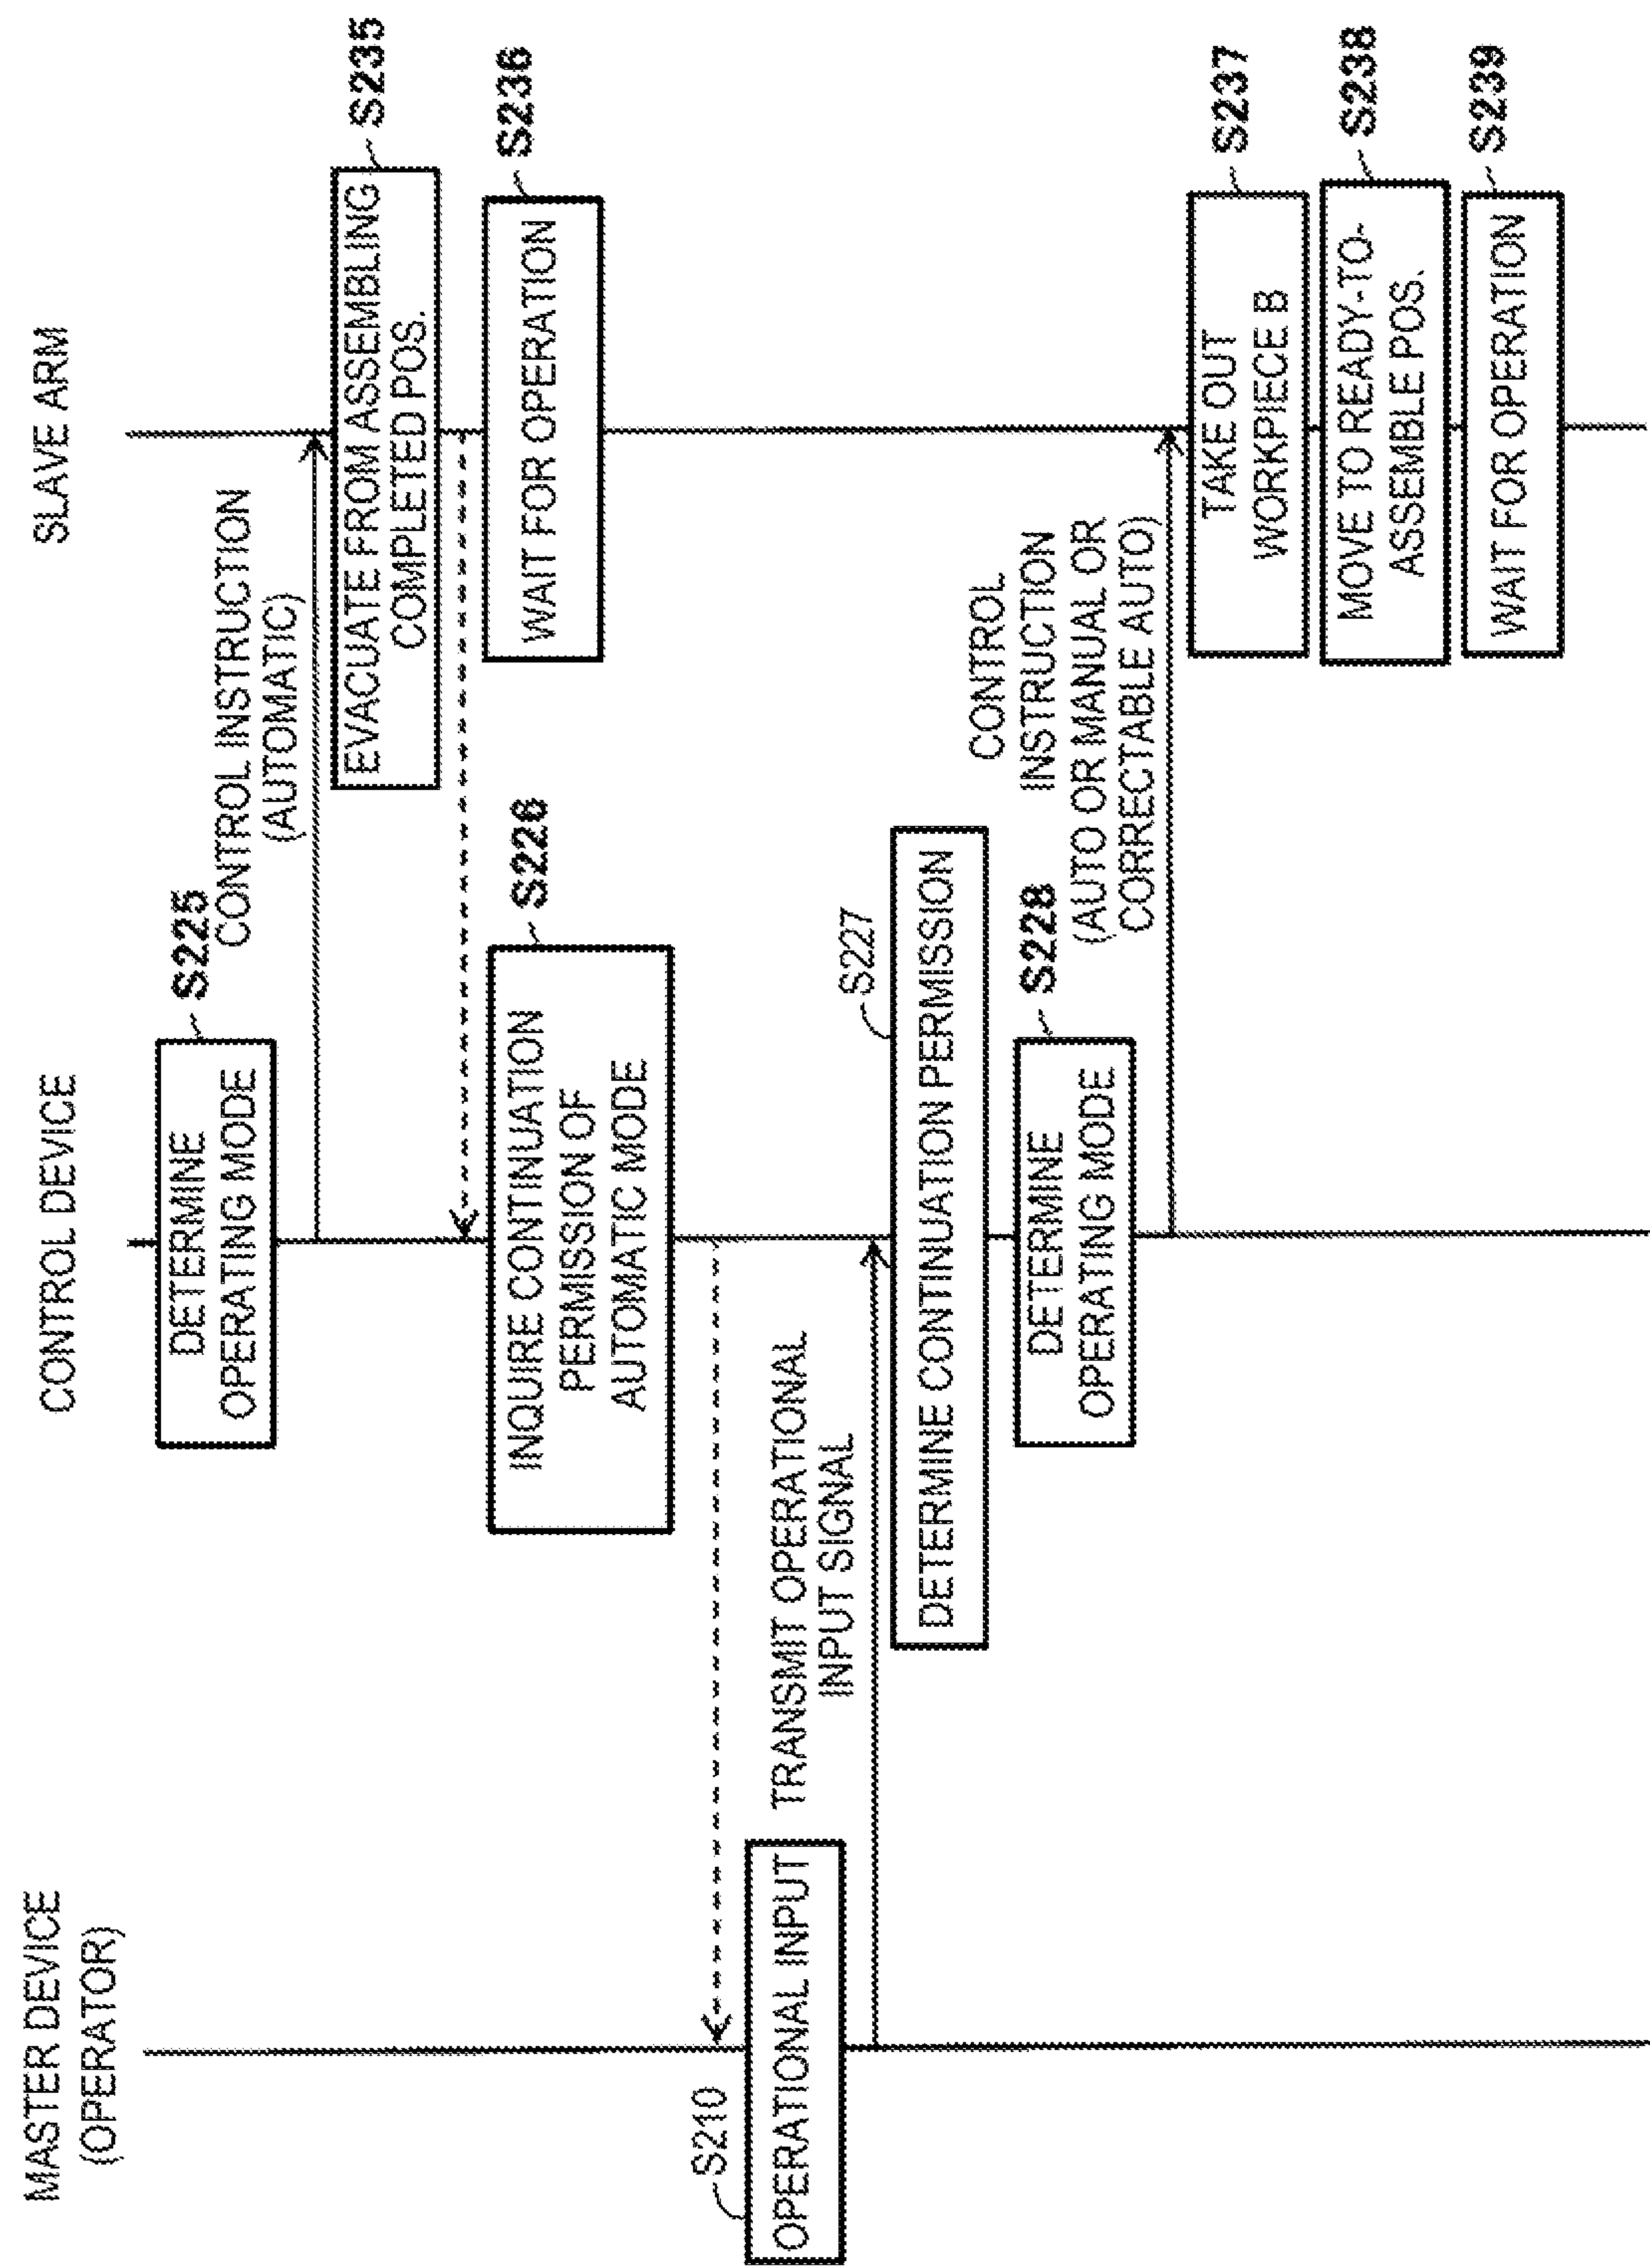 MASTER DEVICE
(OPERATOR)
CONTROL DEVICE
SLAVE ARM
DETERMINE
OPERATING MODE
S225
CONTROL INSTRUCTION
(AUTOMATIC)
EVACUATE FROM ASSEMBLING
COMPLETED POS.
S235
INQUIRE CONTINUATION
PERMISSION OF
AUTOMATIC MODE
S226
WAIT FOR OPERATION
S236
S210
OPERATIONAL INPUT
TRANSMIT OPERATIONAL
INPUT SIGNAL
S227
DETERMINE CONTINUATION PERMISSION
DETERMINE
OPERATING MODE
S228
CONTROL
INSTRUCTION
(AUTO OR MANUAL OR
CORRECTABLE AUTO)
TAKE OUT
WORKPIECE B
S237
MOVE TO READY-TO-
ASSEMBLE POS.
S238
WAIT FOR OPERATION
S239